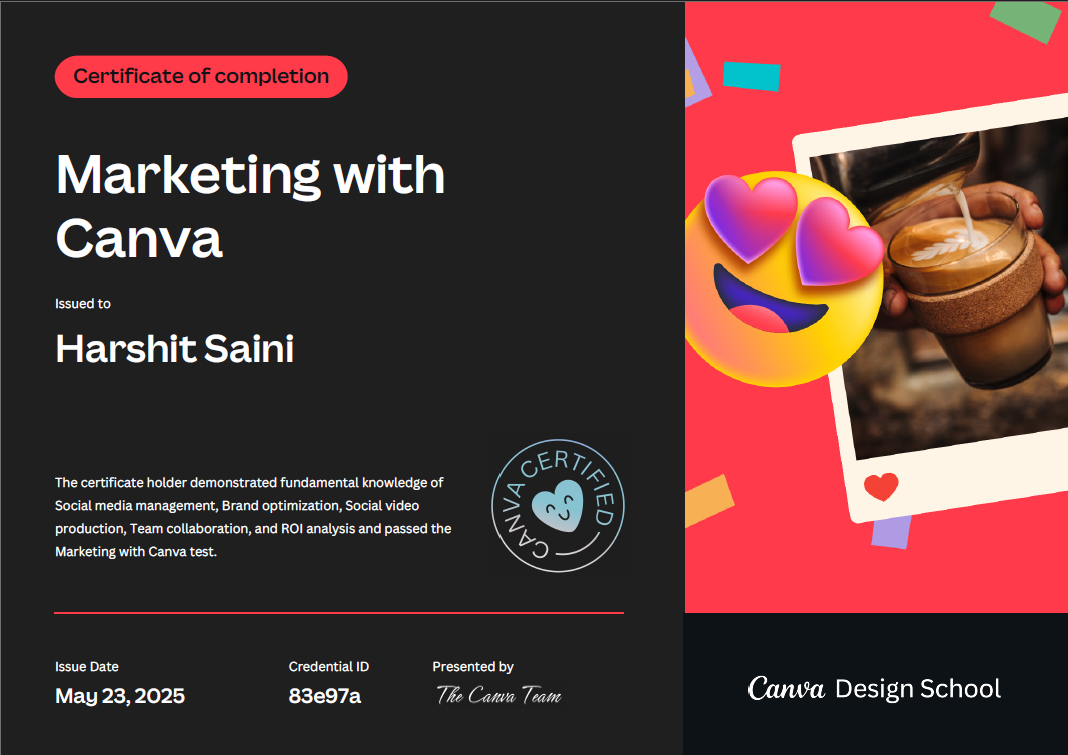 Certificate of completion
Marketing with
Canva
Issued to
Harshit Saini
The certificate holder demonstrated fundamental knowledge of
Social media management, Brand optimization, Social video
production, Team collaboration, and ROI analysis and passed the
Marketing with Canva test.
CANVA CERTIFIED
Issue Date
May 23, 2025
Credential ID
83e97a
Presented by
The Canva Team
Canva Design School